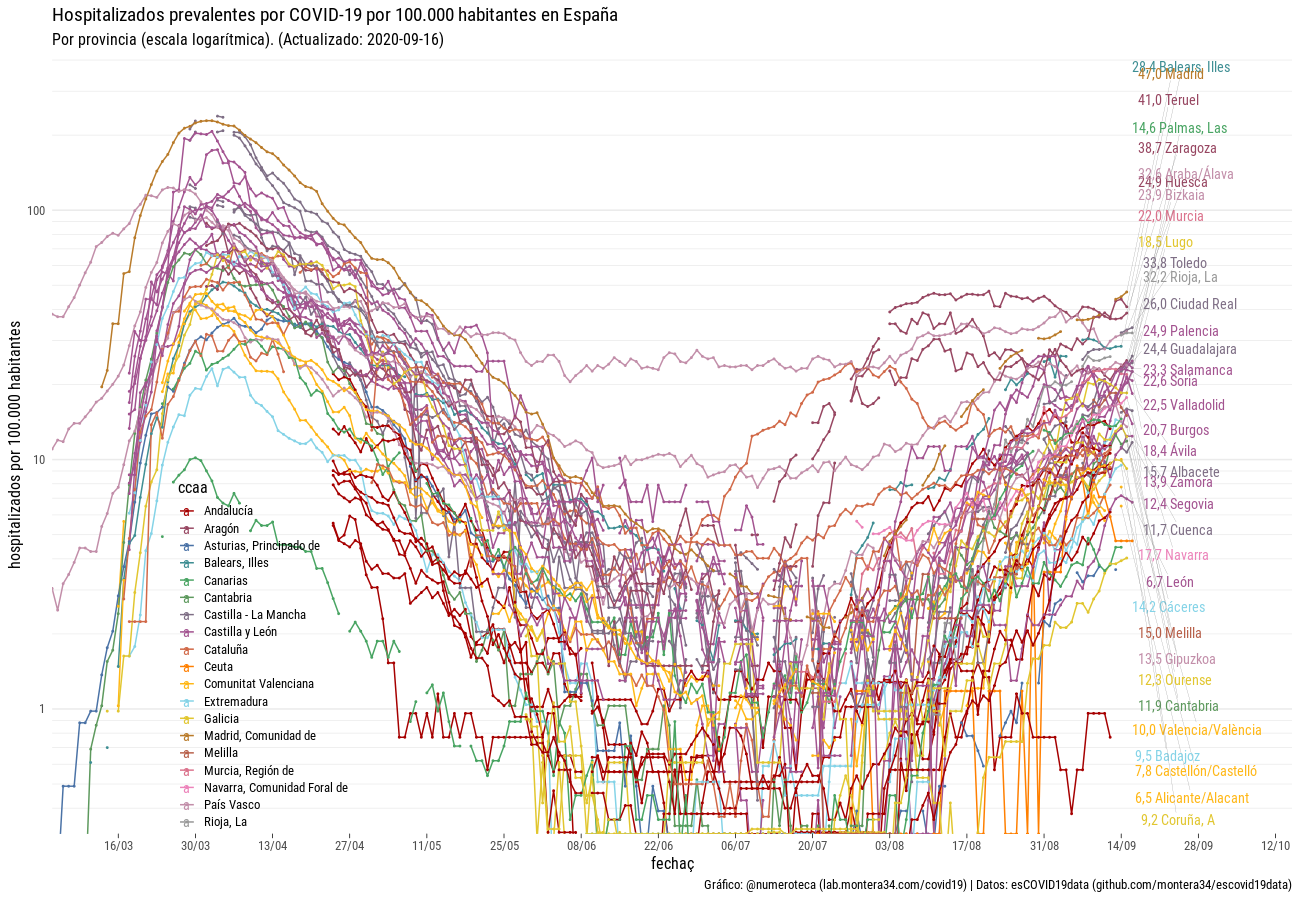 Hospitalizados prevalentes por COVID-19 por 100.000 habitantes en España
Por provincia (escala logarítmica). (Actualizado: 2020-09-16)
hospitalizados por 100.000 habitantes
100
10
1
ccaa
Andalucía
Aragón
Asturias, Principado de
Balears, Illes
Canarias
Cantabria
Castilla - La Mancha
Castilla y León
Cataluña
Ceuta
Comunitat Valenciana
Extremadura
Galicia
Madrid, Comunidad de
Melilla
Murcia, Región de
Navarra, Comunidad Foral de
País Vasco
Rioja, La
28,4 Balears, Illes
47,0 Madrid
41,0 Teruel
14,6 Palmas, Las
38,7 Zaragoza
32,6 Araba/Álava
24,9 Huesca
23,9 Bizkaia
22,0 Murcia
18,5 Lugo
33,8 Toledo
32,2 Rioja, La
26,0 Ciudad Real
24,9 Palencia
24,4 Guadalajara
23,3 Salamanca
22,6 Soria
22,5 Valladolid
20,7 Burgos
18,4 Ávila
15,7 Albacete
13,9 Zamora
12,4 Segovia
11,7 Cuenca
17,7 Navarra
6,7 León
14,2 Cáceres
15,0 Melilla
13,5 Gipuzkoa
12,3 Ourense
11,9 Cantabria
10,0 Valencia/València
9,5 Badajoz
7,8 Castellón/Castelló
6,5 Alicante/Alacant
9,2 Coruña, A
16/03
30/03
13/04
27/04
11/05
25/05
08/06
22/06
06/07
20/07
03/08
17/08
31/08
14/09
28/09
12/10
fechaç
Gráfico: @numeroteca (lab.montera34.com/covid19) | Datos: esCOVID19data (github.com/montera34/escovid19data)